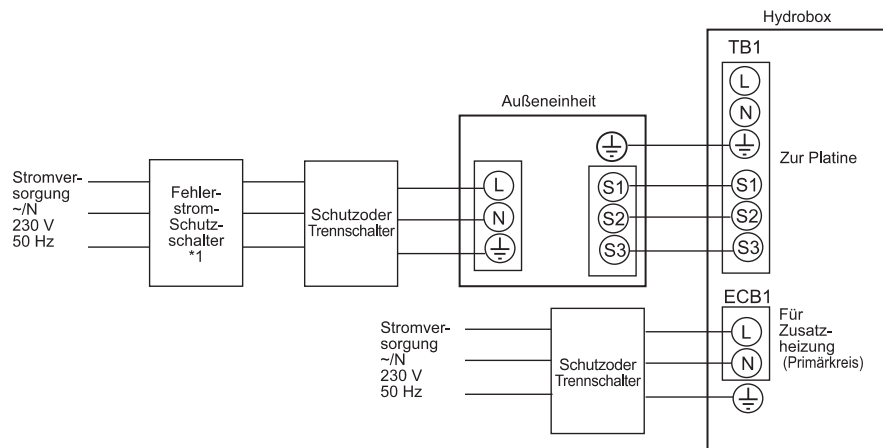 Hydrobox
TB1
L
N
Zur Platine
S1
S2
S3
Außeneinheit
L
N
S1
S2
S3
Stromver-
sorgung
~/N
230 V
50 Hz
Fehler-
strom-
Schutz-
schalter
*1
Schutzoder
Trennschalter
ECB1
L
N
Für
Zusatz-
heizung
(Primärkreis)
Stromver-
sorgung
~/N
230 V
50 Hz
Schutzoder
Trennschalter